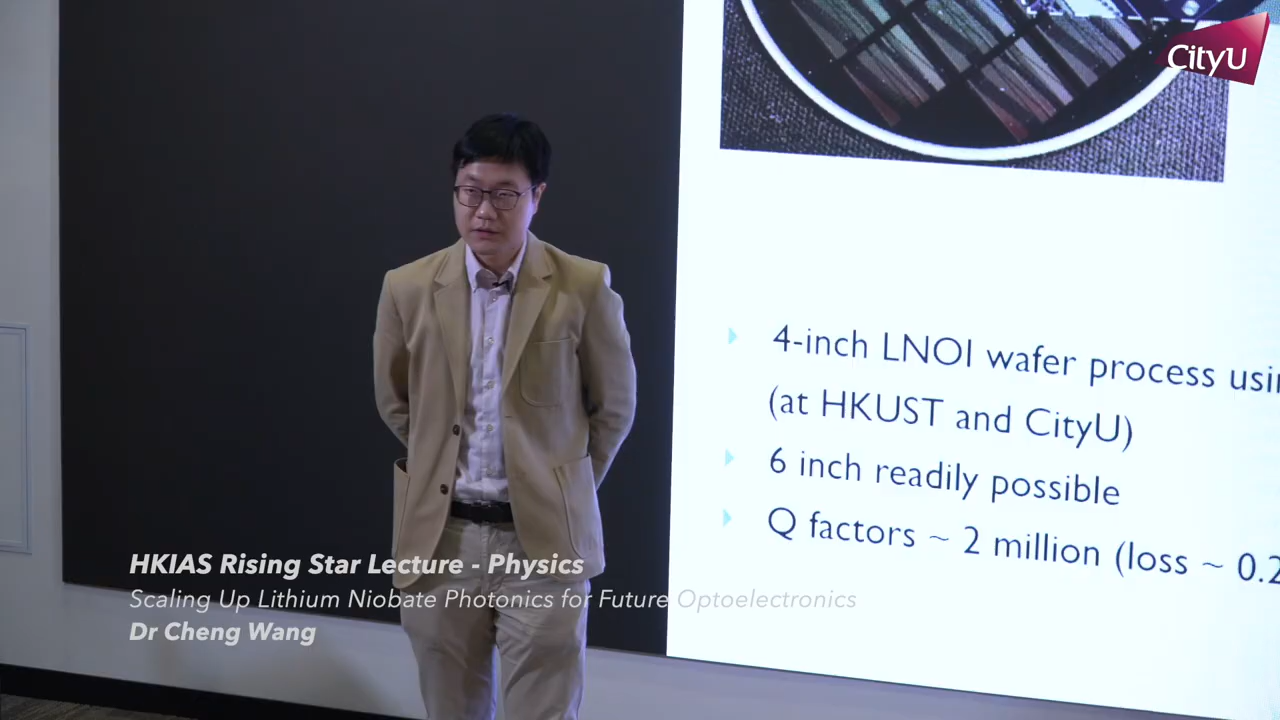 CityU
4-inch LNOI wafer process
(at HKUST and CityU)
6 inch readily possible
Q factors ~ 2 million (loss ~ 0.2
HKIAS Rising Star Lecture - Physics
Scaling Up Lithium Niobate Photonics for Future Optoelectronics
Dr Cheng Wang